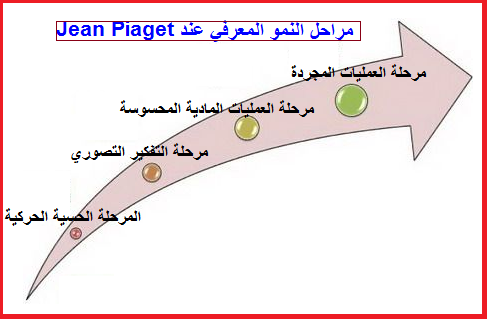 مراحل النمو المعرفي عند Jean Piaget
مرحلة العمليات المجردة
مرحلة العمليات المادية المحسوسة
مرحلة التفكير التصوري
المرحلة الحسية الحركية